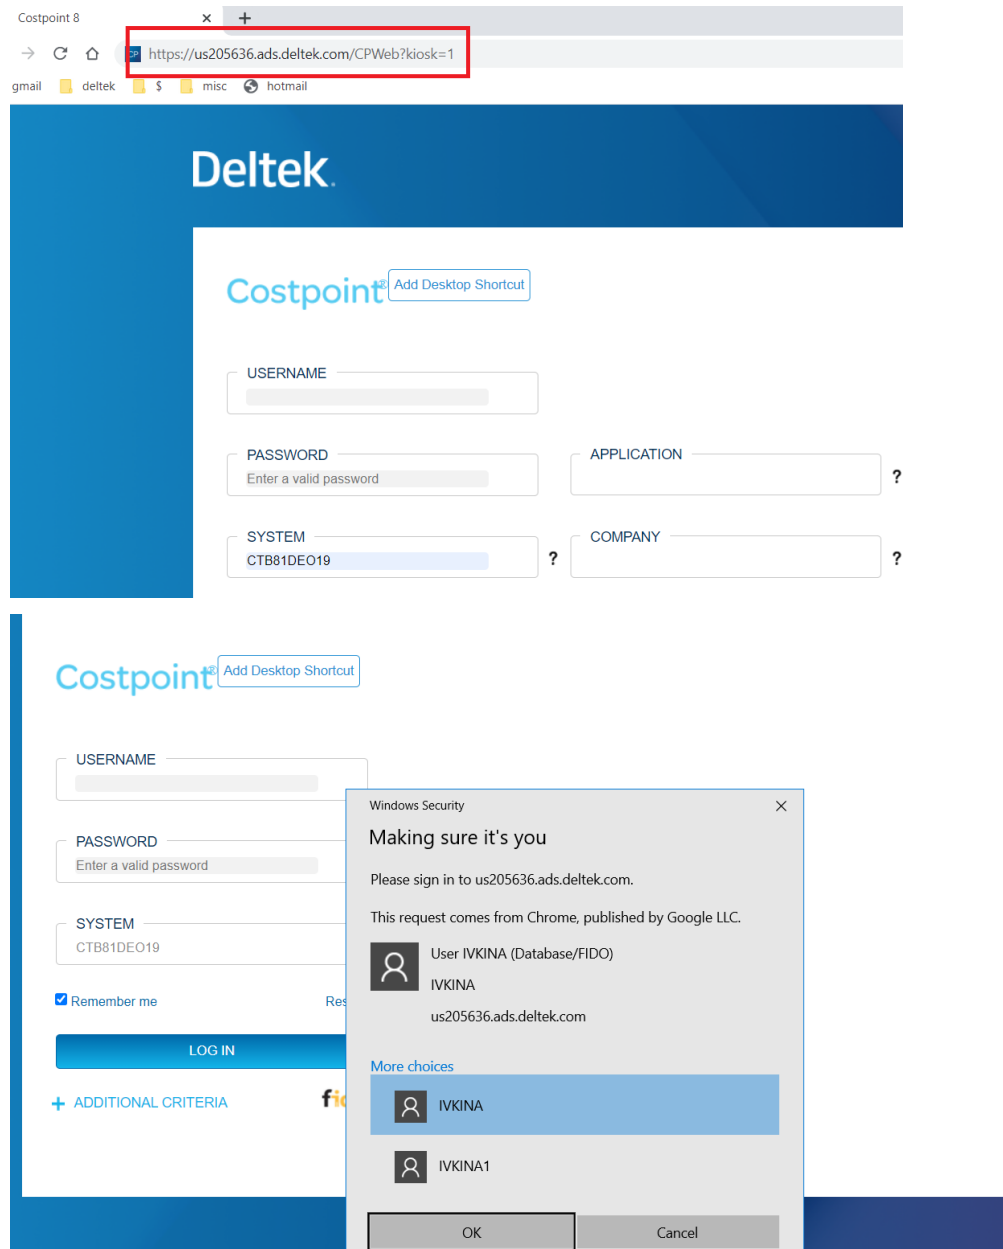 Costpoint 8
CP https://us205636.ads.deltek.com/CPWeb?kiosk=1
gmail deltek $ misc hotmail
Deltek.
Costpoint® Add Desktop Shortcut
USERNAME
PASSWORD
Enter a valid password
APPLICATION
?
SYSTEM
CTB81DEO19
?
COMPANY
?
Costpoint® Add Desktop Shortcut
USERNAME
PASSWORD
Enter a valid password
SYSTEM
CTB81DEO19
Remember me
Res
LOG IN
+ ADDITIONAL CRITERIA
fid
Windows Security
Making sure it's you
Please sign in to us205636.ads.deltek.com.
This request comes from Chrome, published by Google LLC.
User IVKINA (Database/FIDO)
IVKINA
us205636.ads.deltek.com
More choices
IVKINA
IVKINA1
OK Cancel